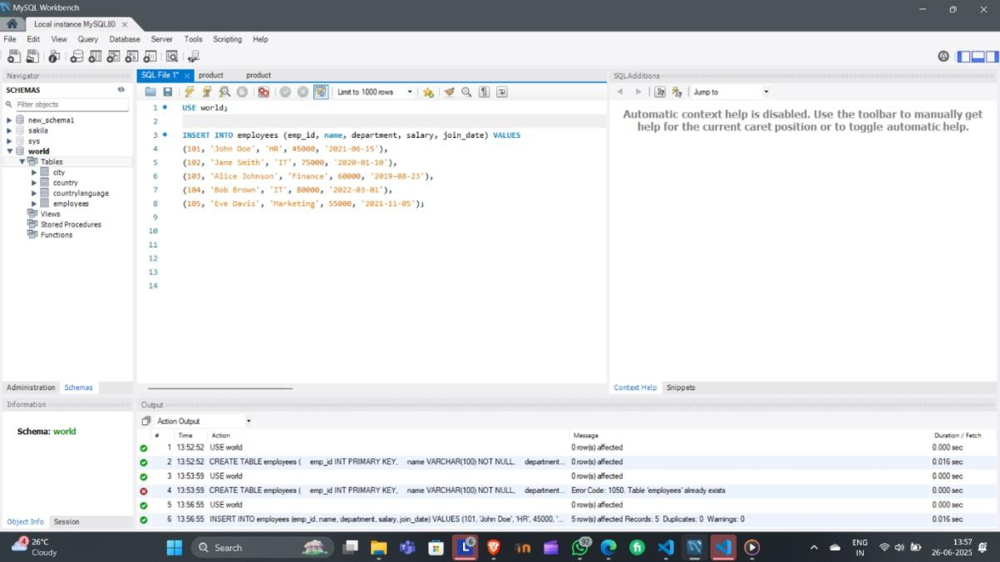 MySQL Workbench
Local instance MySQL80
File Edit View Query Database Server Tools Scripting Help
Navigator
SCHEMAS
Filter objects
new_schema1
sakila
sys
world
Tables
city
country
countrylanguage
employees
Views
Stored Procedures
Functions
Administration Schemas
Information
Schema: world
Object Info Session
SQL File 1* product product
Limit to 1000 rows
1 USE world;
2
3 INSERT INTO employees (emp_id, name, department, salary, join_date) VALUES
4 (101, 'John Doe', 'HR', 45000, '2021-06-15'),
5 (102, 'Jane Smith', 'IT', 75000, '2020-01-10'),
6 (103, 'Alice Johnson', 'Finance', 60000, '2019-08-23'),
7 (104, 'Bob Brown', 'IT', 80000, '2022-03-01'),
8 (105, 'Eve Davis', 'Marketing', 55000, '2021-11-05');
9
10
11
12
13
14
SQLAdditions
Jump to
Automatic context help is disabled. Use the toolbar to manually get
help for the current caret position or to toggle automatic help.
Context Help Snippets
Output
Action Output
# Time Action Message Duration / Fetch
1 13:52:52 USE world 0 row(s) affected 0.000 sec
2 13:52:52 CREATE TABLE employees ( emp_id INT PRIMARY KEY, name VARCHAR(100) NOT NULL, department... 0 row(s) affected 0.016 sec
3 13:53:59 USE world 0 row(s) affected 0.000 sec
4 13:53:59 CREATE TABLE employees ( emp_id INT PRIMARY KEY, name VARCHAR(100) NOT NULL, department... Error Code: 1050. Table 'employees' already exists 0.000 sec
5 13:56:55 USE world 0 row(s) affected 0.000 sec
6 13:56:55 INSERT INTO employees (emp_id, name, department, salary, join_date) VALUES (101, 'John Doe', 'HR', 45000, '... 5 row(s) affected Records: 5 Duplicates: 0 Warnings: 0 0.016 sec
4
26°C
Cloudy
Search
L
6
in
92
ENG
IN
13:57
26-06-2025